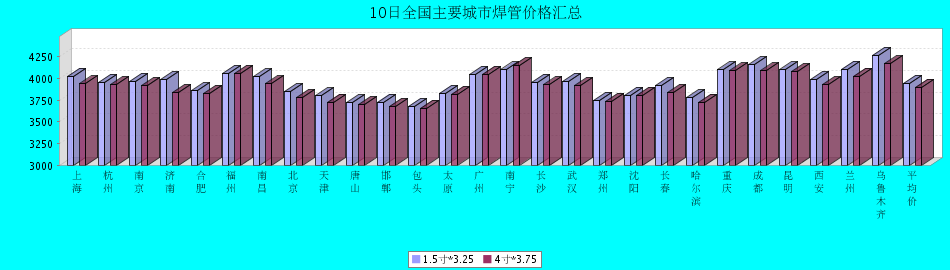 10日全国主要城市焊管价格汇总
4250
4000
3750
3500
3250
3000
上海
杭州
南京
济南
合肥
福州
南昌
北京
天津
唐山
邯郸
包头
太原
广州
南宁
长沙
武汉
郑州
沈阳
长春
哈尔滨
重庆
成都
昆明
西安
兰州
乌鲁木齐
平均价
1.5寸*3.25
4寸*3.75